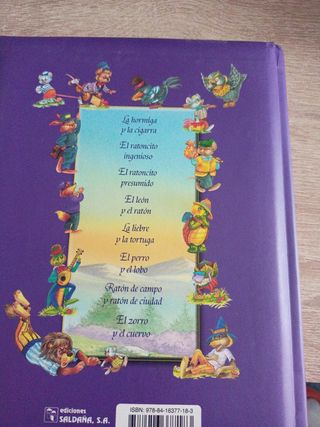 La hormiga
y la cigarra
El ratoncito
ingenioso
El ratoncito
presumido
El león
y el ratón
La liebre
y la tortuga
El perro
y el lobo
Ratón de campo
y ratón de ciudad
El zorro
y el cuervo
ediciones
SALDAÑA, S.A.
ISBN: 978-84-18377-18-3